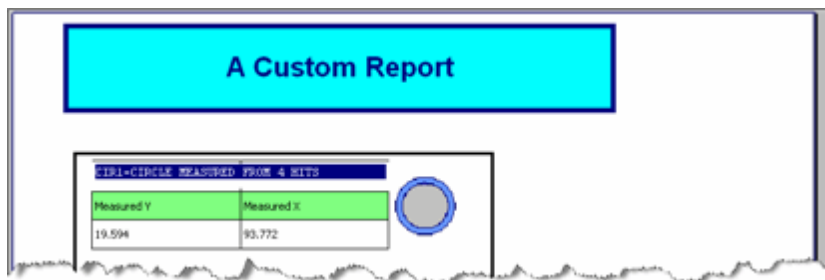 A Custom Report
CIR1=CIRCLE MEASURED FROM 4 HITS
Measured Y Measured X
19.594 93.772